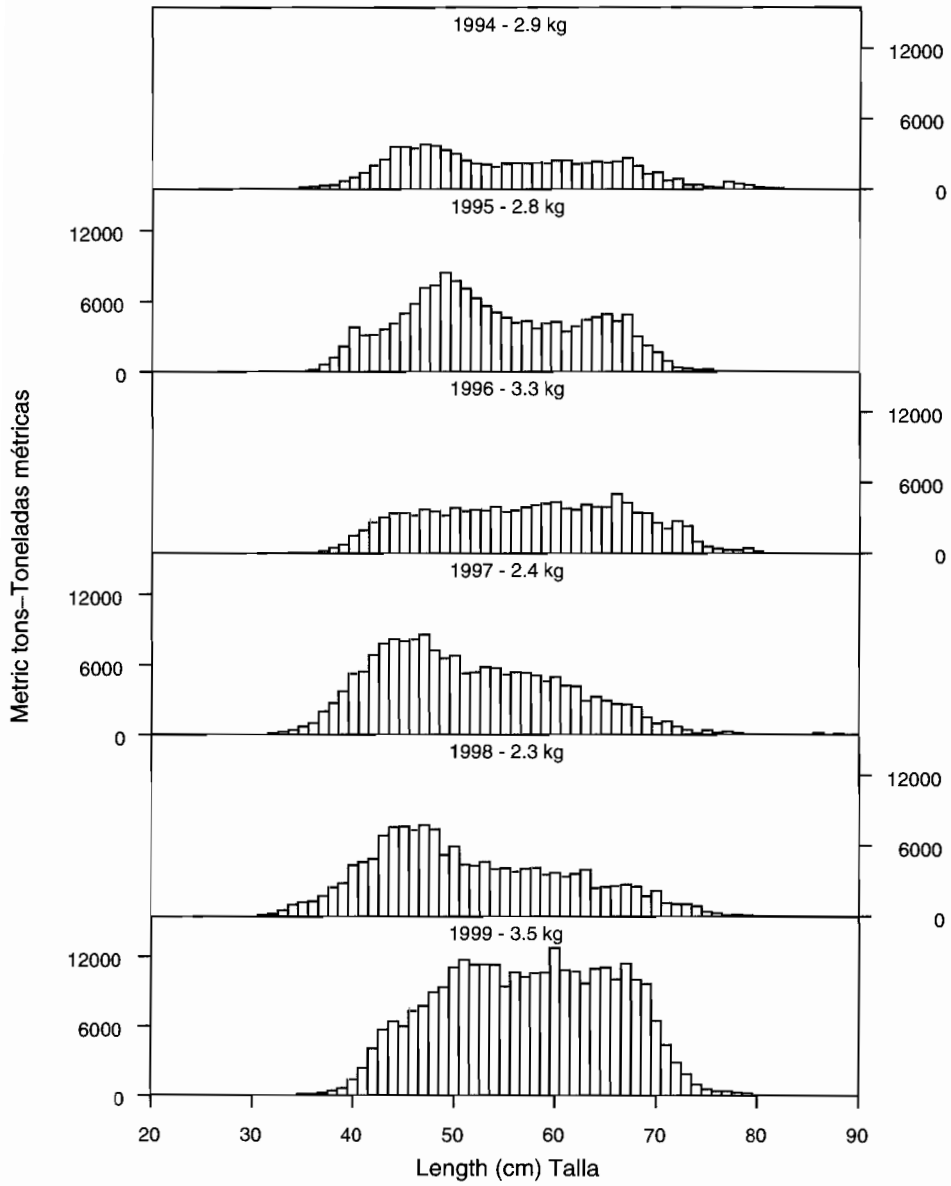 1994 - 2.9 kg
12000
6000
0
1995 - 2.8 kg
12000
6000
0
1996 - 3.3 kg
12000
6000
0
1997 - 2.4 kg
12000
6000
0
1998 - 2.3 kg
12000
6000
0
1999 - 3.5 kg
12000
6000
0
Metric tons–Toneladas métricas
20 30 40 50 60 70 80 90
Length (cm) Talla